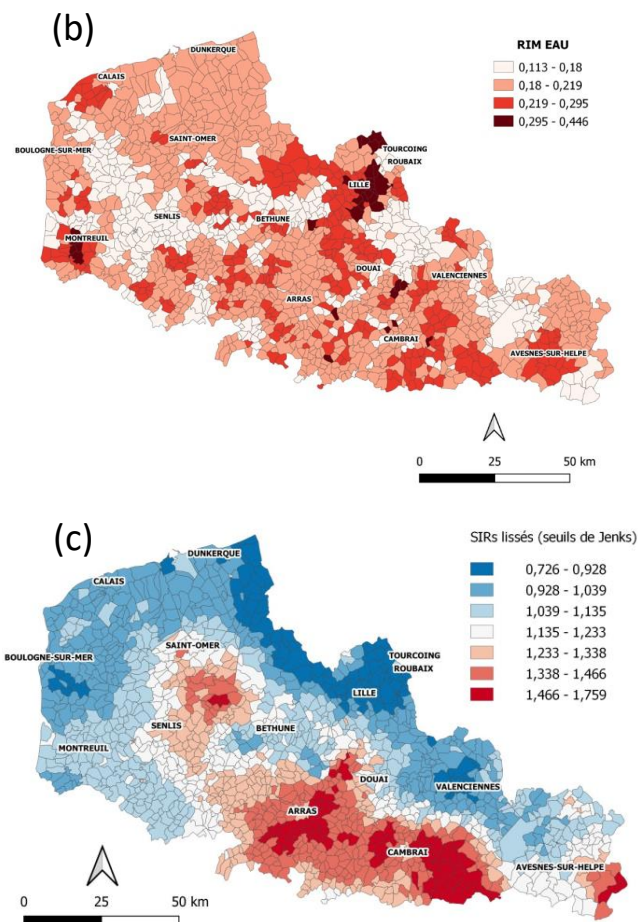 (b)
DUNKERQUE
CALAIS
SAINT-OMER
BOULOGNE-SUR-MER
TOURCOING
ROUBAIX
LILLE
SENLIS
BETHUNE
MONTREUIL
DOUAI
VALENCIENNES
ARRAS
CAMBRAI
AVESNES-SUR-HELPE
RIM EAU
0,113 - 0,18
0,18 - 0,219
0,219 - 0,295
0,295 - 0,446
0 25 50 km
(c)
DUNKERQUE
CALAIS
SAINT-OMER
BOULOGNE-SUR-MER
TOURCOING
ROUBAIX
LILLE
SENLIS
BETHUNE
MONTREUIL
DOUAI
VALENCIENNES
ARRAS
CAMBRAI
AVESNES-SUR-HELPE
SIRs lissés (seuils de Jenks)
0,726 - 0,928
0,928 - 1,039
1,039 - 1,135
1,135 - 1,233
1,233 - 1,338
1,338 - 1,466
1,466 - 1,759
0 25 50 km